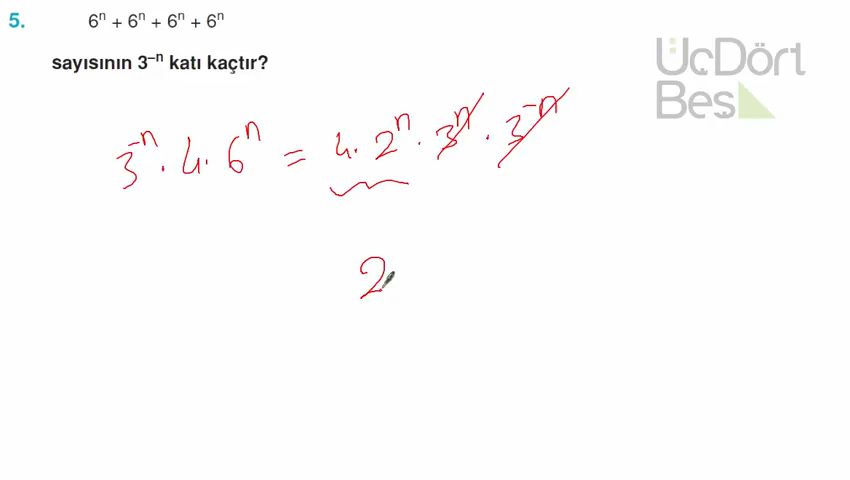 5. 6ⁿ + 6ⁿ + 6ⁿ + 6ⁿ
sayısının 3⁻ⁿ katı kaçtır?
ÜçDört
Beş
3⁻ⁿ . 4 . 6ⁿ = 4 . 2ⁿ . 3ⁿ . 3⁻ⁿ
2